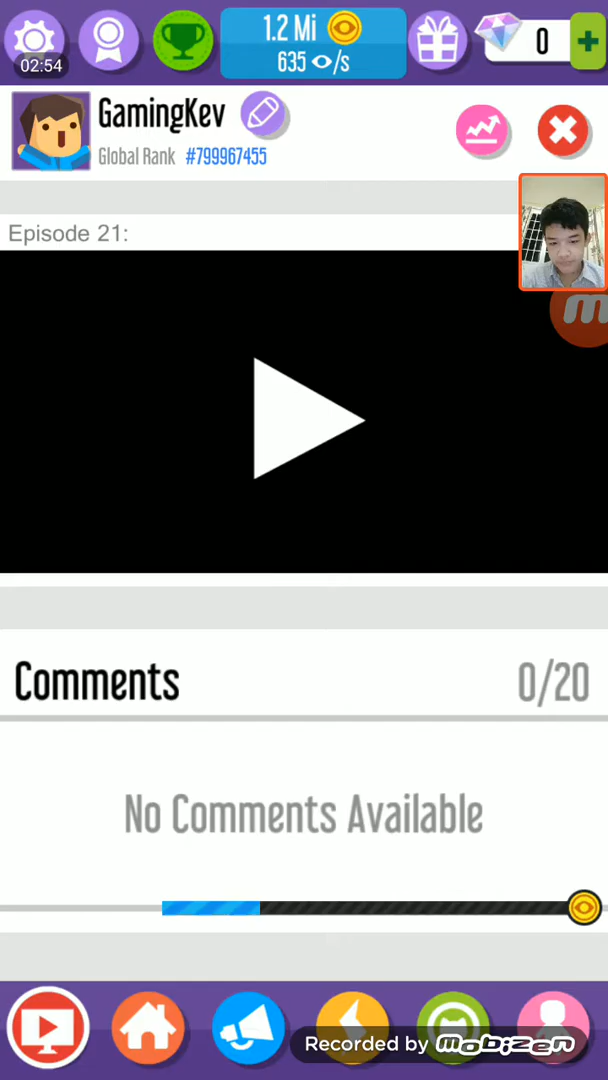 02:54
1.2 Mi
635 /s
0
GamingKev
Global Rank #799967455
Episode 21:
Comments
0/20
No Comments Available
Recorded by mobizen